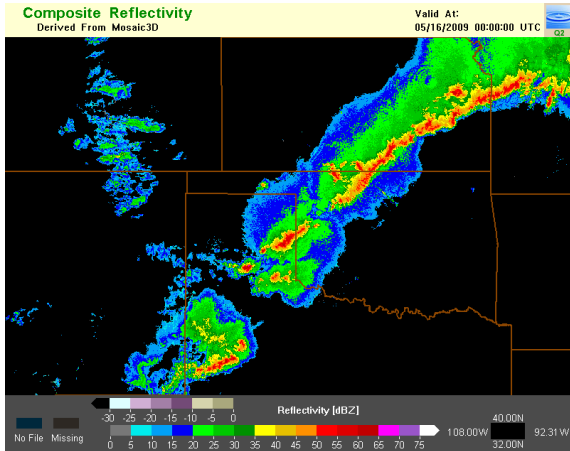 Composite Reflectivity
Derived From Mosaic3D
Valid At:
05/16/2009 00:00:00 UTC
Q2
-30 -25 -20 -15 -10 -5 0
Reflectivity [dBZ]
No File Missing
0 5 10 15 20 25 30 35 40 45 50 55 60 65 70 75
40.00N
108.00W 92.31W
32.00N